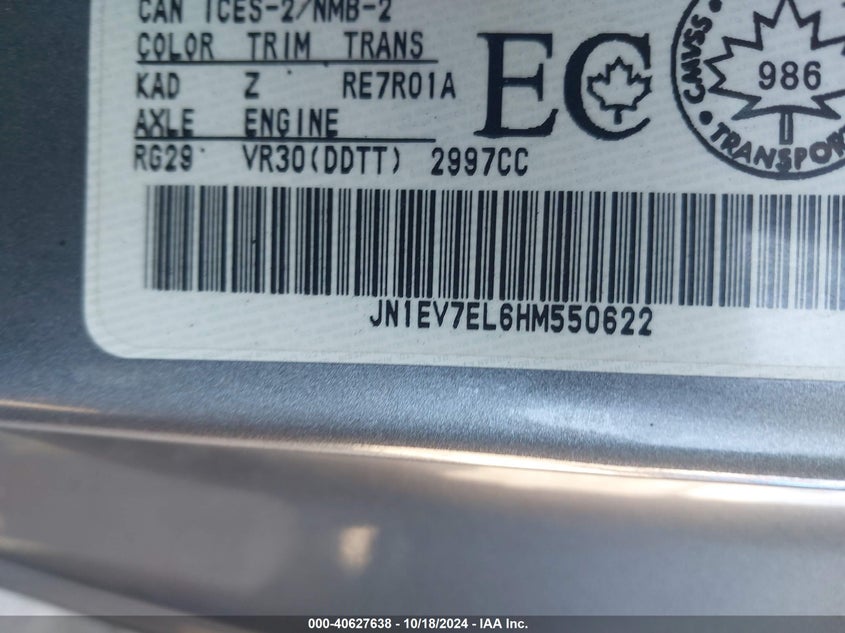 CAN ICES-2/NMB-2
COLOR TRIM TRANS
KAD Z RE7R01A
AXLE ENGINE
RG29 VR30(DDTT) 2997CC
EC
CMVSS
986
TRANSPORT
JN1EV7EL6HM550622
000-40627638 - 10/18/2024 - IAA Inc.